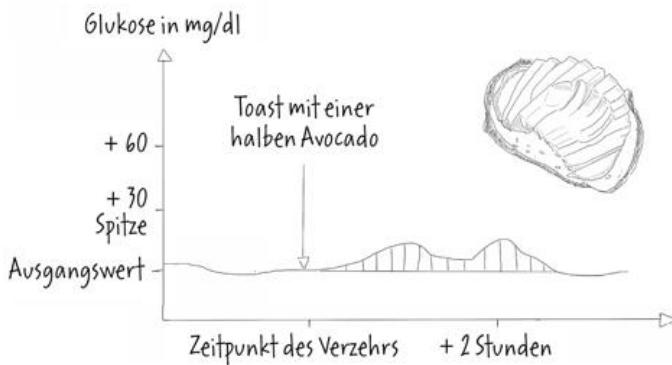 Glukose in mg/dl
Toast mit einer
halben Avocado
+ 60
+ 30
Spitze
Ausgangswert
Zeitpunkt des Verzehrs
+ 2 Stunden